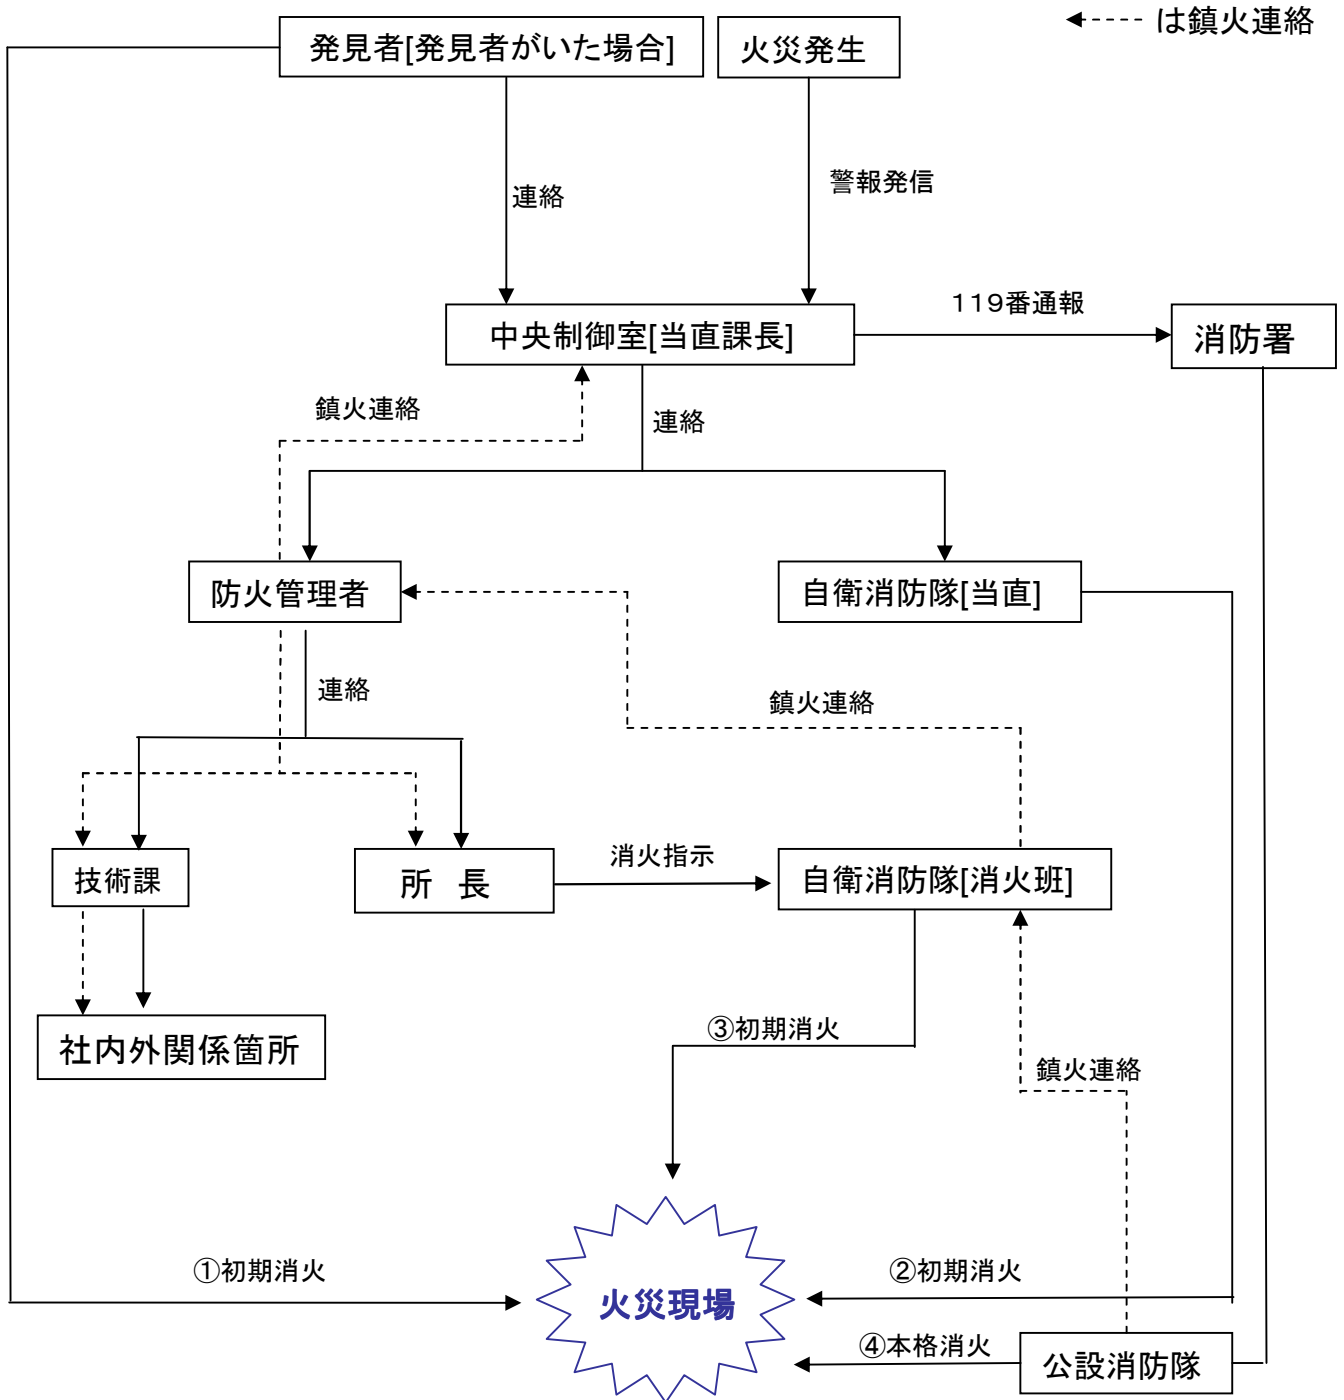 は鎮火連絡
発見者[発見者がいた場合]
火災発生
連絡
警報発信
119番通報
中央制御室[当直課長]
消防署
鎮火連絡
連絡
防火管理者
自衛消防隊[当直]
連絡
鎮火連絡
技術課
所 長
消火指示
自衛消防隊[消火班]
社内外関係箇所
③初期消火
鎮火連絡
①初期消火
②初期消火
火災現場
④本格消火
公設消防隊